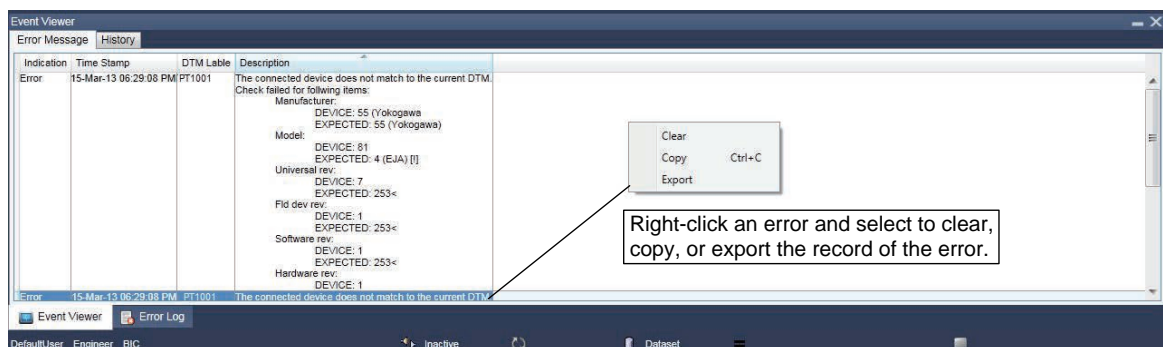 Event Viewer
Error Message History
Indication Time Stamp DTM Lable Description
Error 15-Mar-13 06:29:08 PM PT1001 The connected device does not match to the current DTM.
Check failed for follwing items:
Manufacturer:
DEVICE: 55 (Yokogawa
EXPECTED: 55 (Yokogawa)
Model:
DEVICE: 81
EXPECTED: 4 (EJA) [!]
Universal rev:
DEVICE: 7
EXPECTED: 253<
Fld dev rev:
DEVICE: 1
EXPECTED: 253<
Software rev:
DEVICE: 1
EXPECTED: 253<
Hardware rev:
DEVICE: 1
Error 15-Mar-13 06:29:08 PM PT1001 The connected device does not match to the current DTM.
Clear
Copy Ctrl+C
Export
Right-click an error and select to clear,
copy, or export the record of the error.
Event Viewer Error Log
DefaultUser Engineer BIC Inactive Dataset